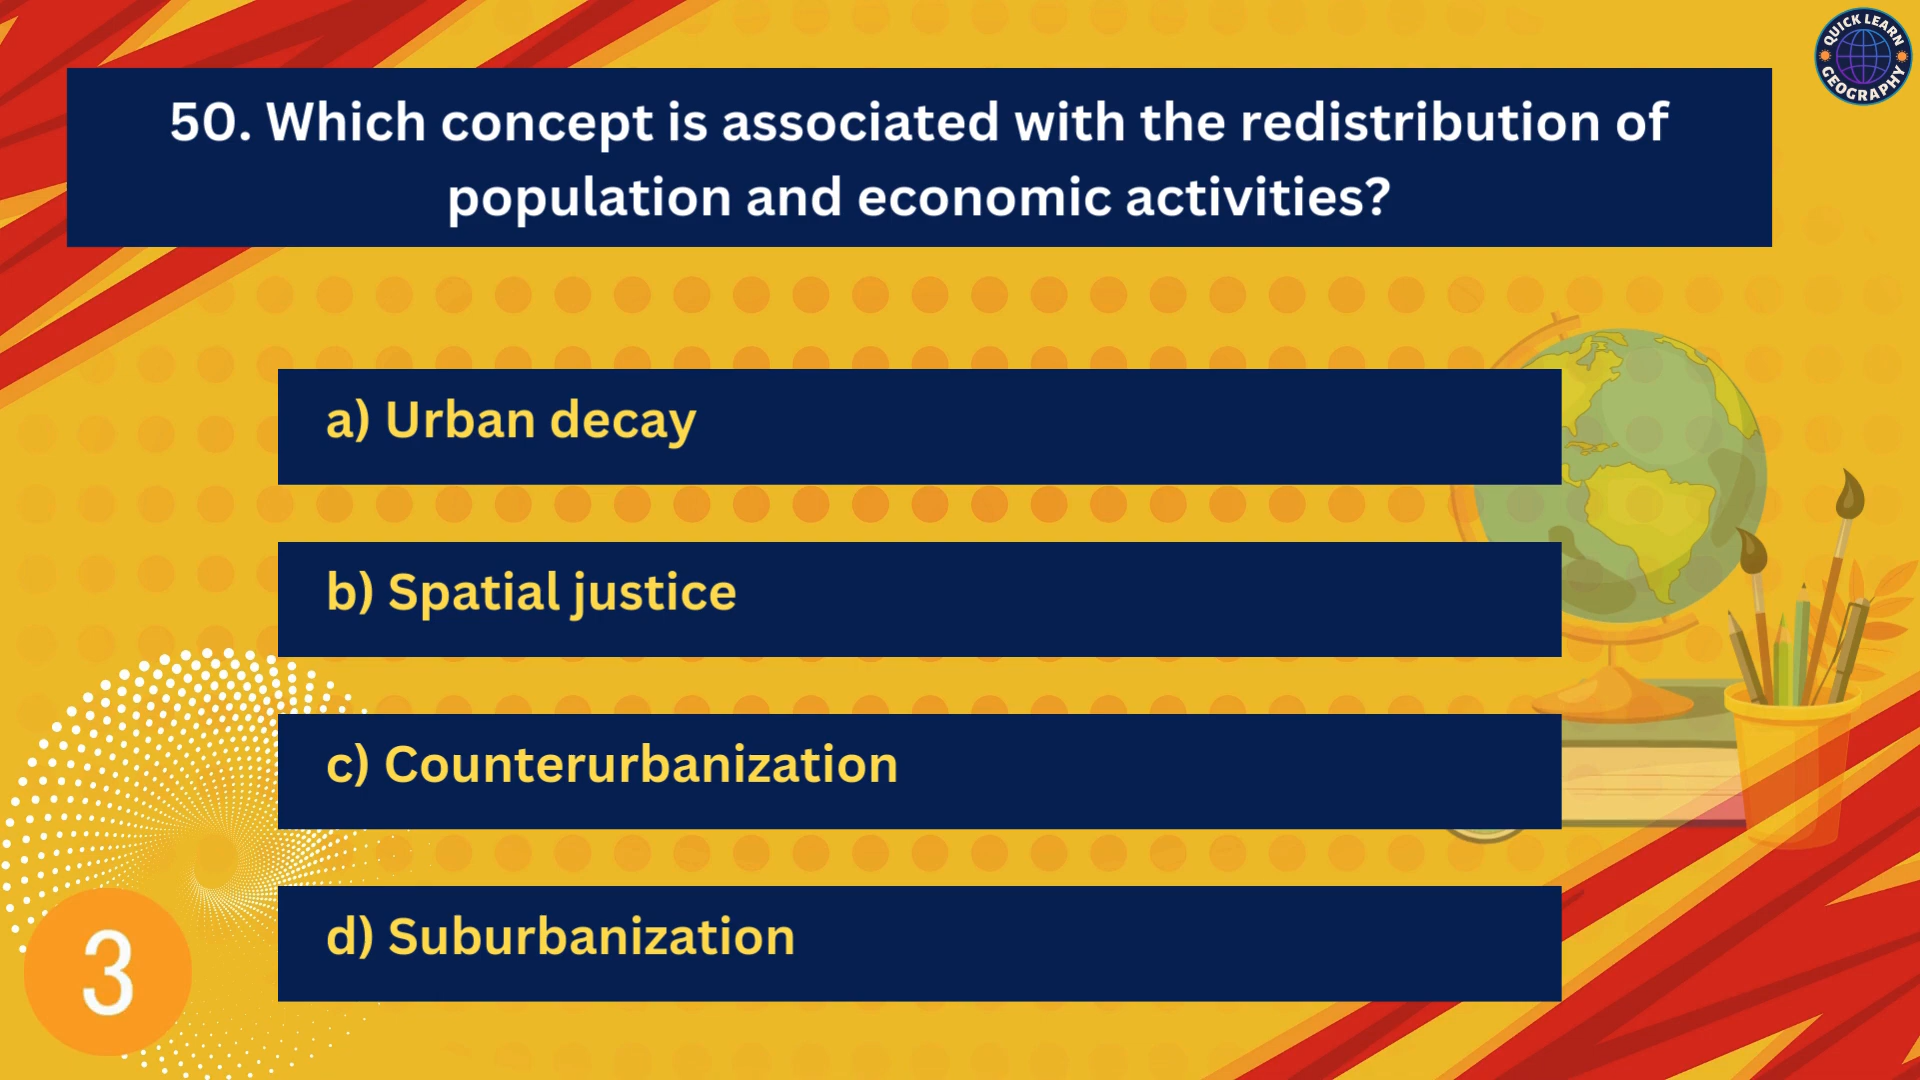 QUICK LEARN
GEOGRAPHY
50. Which concept is associated with the redistribution of
population and economic activities?
a) Urban decay
b) Spatial justice
c) Counterurbanization
d) Suburbanization
3